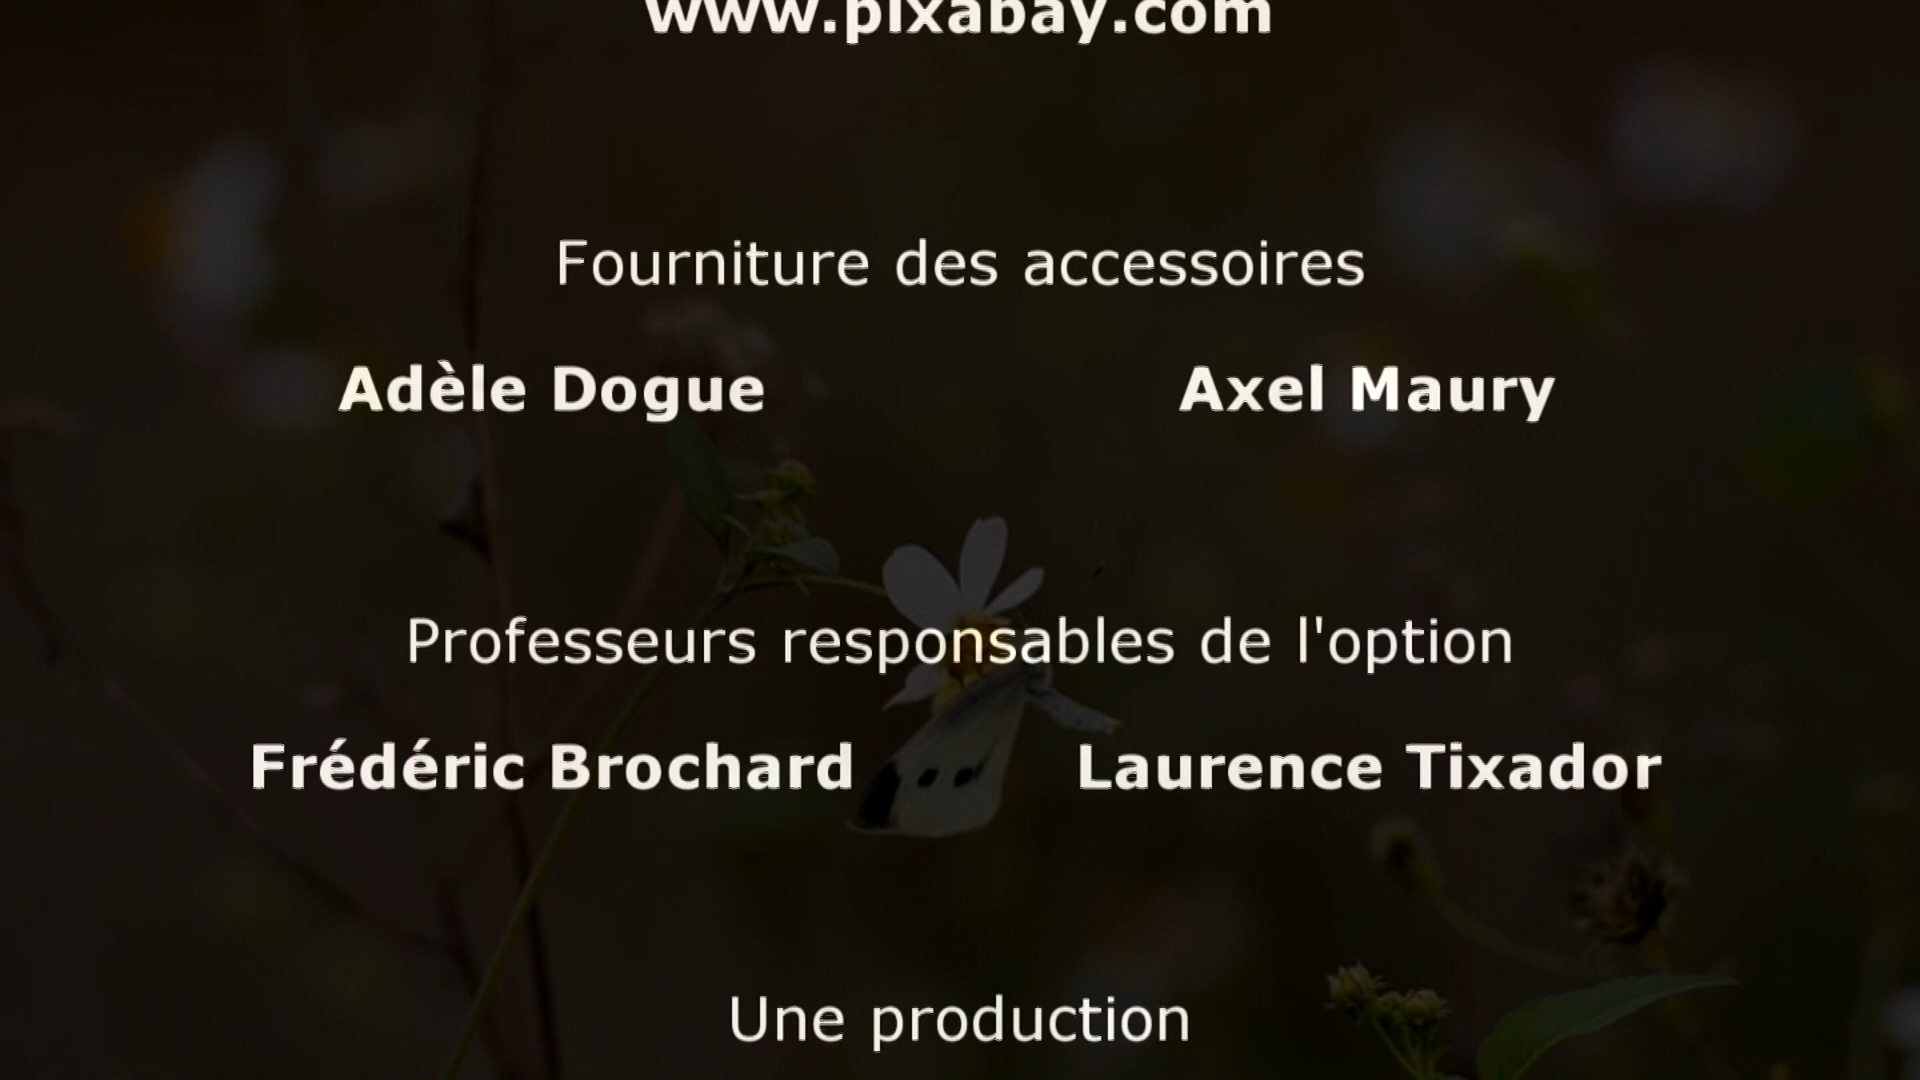 www.pixabay.com
Fourniture des accessoires
Adèle Dogue Axel Maury
Professeurs responsables de l'option
Frédéric Brochard Laurence Tixador
Une production